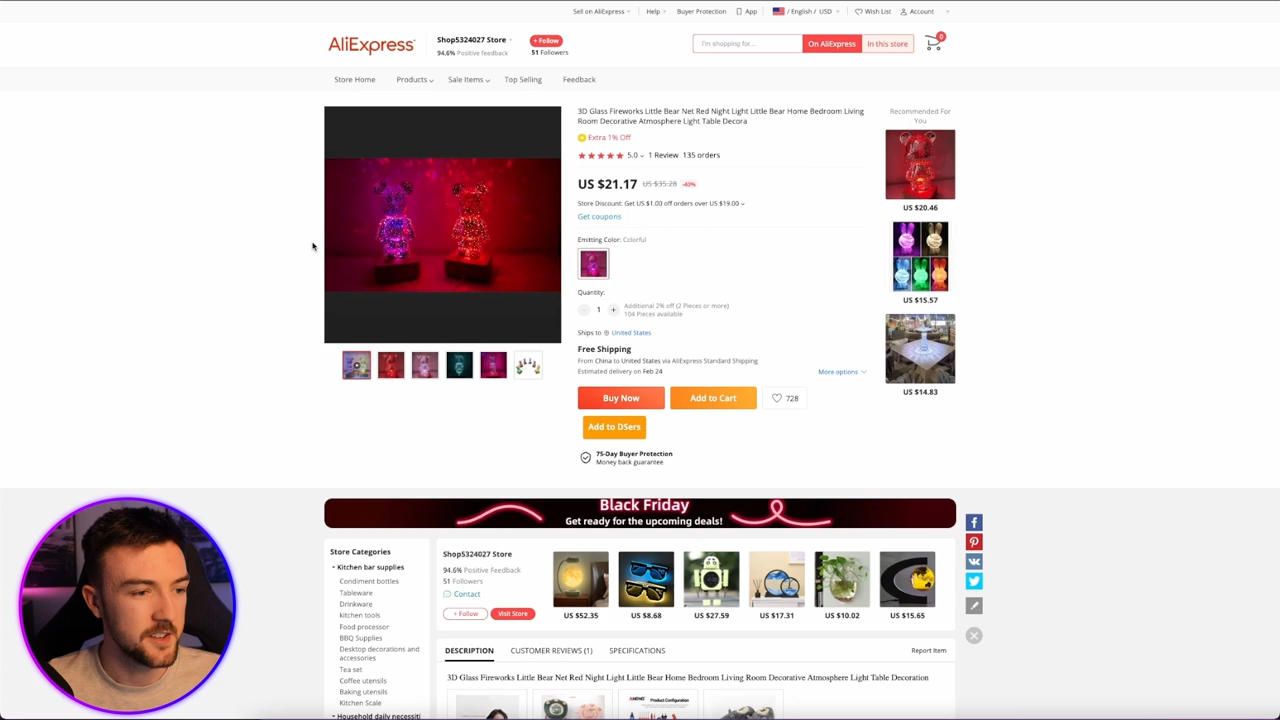 Sell on AliExpress
Help
Buyer Protection
App
/ English / USD
Wish List
Account
AliExpress
Shop5324027 Store
94.6% Positive feedback
+ Follow
51 Followers
I'm shopping for...
On AliExpress
In this store
0
Store Home
Products
Sale Items
Top Selling
Feedback
3D Glass Fireworks Little Bear Net Red Night Light Little Bear Home Bedroom Living
Room Decorative Atmosphere Light Table Decora
Extra 1% Off
5.0
1 Review
135 orders
US $21.17
US $35.28
-40%
Store Discount: Get US $1.00 off orders over US $19.00
Get coupons
Emitting Color: Colorful
Quantity:
- 1 +
Additional 2% off (2 Pieces or more)
104 Pieces available
Ships to United States
Free Shipping
From China to United States via AliExpress Standard Shipping
Estimated delivery on Feb 24
More options
Buy Now
Add to Cart
728
Add to DSers
75-Day Buyer Protection
Money back guarantee
Recommended For
You
US $20.46
US $15.57
US $14.83
Black Friday
Get ready for the upcoming deals!
Store Categories
Kitchen bar supplies
Condiment bottles
Tableware
Drinkware
kitchen tools
Food processor
BBQ Supplies
Desktop decorations and
accessories
Tea set
Coffee utensils
Baking utensils
Kitchen Scale
Household daily necessiti
Shop5324027 Store
94.6% Positive Feedback
51 Followers
Contact
+ Follow
Visit Store
US $52.35
US $8.68
US $27.59
US $17.31
US $10.02
US $15.65
DESCRIPTION
CUSTOMER REVIEWS (1)
SPECIFICATIONS
Report Item
3D Glass Fireworks Little Bear Net Red Night Light Little Bear Home Bedroom Living Room Decorative Atmosphere Light Table Decoration
Product Configuration